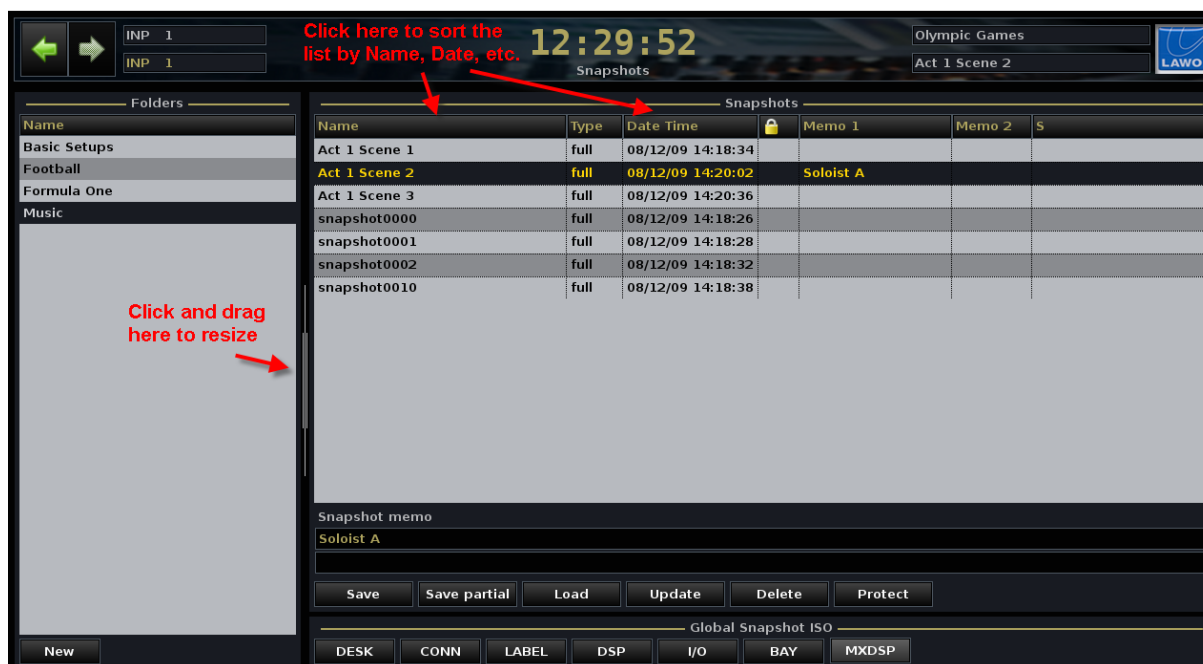 INP 1
INP 1
Click here to sort the
list by Name, Date, etc.
12:29:52
Snapshots
Olympic Games
Act 1 Scene 2
LAWO
Folders
Name
Basic Setups
Football
Formula One
Music
Click and drag
here to resize
New
Snapshots
Name Type Date Time Memo 1 Memo 2 S
Act 1 Scene 1 full 08/12/09 14:18:34
Act 1 Scene 2 full 08/12/09 14:20:02 Soloist A
Act 1 Scene 3 full 08/12/09 14:20:36
snapshot0000 full 08/12/09 14:18:26
snapshot0001 full 08/12/09 14:18:28
snapshot0002 full 08/12/09 14:18:32
snapshot0010 full 08/12/09 14:18:38
Snapshot memo
Soloist A
Save Save partial Load Update Delete Protect
Global Snapshot ISO
DESK CONN LABEL DSP I/O BAY MXDSP